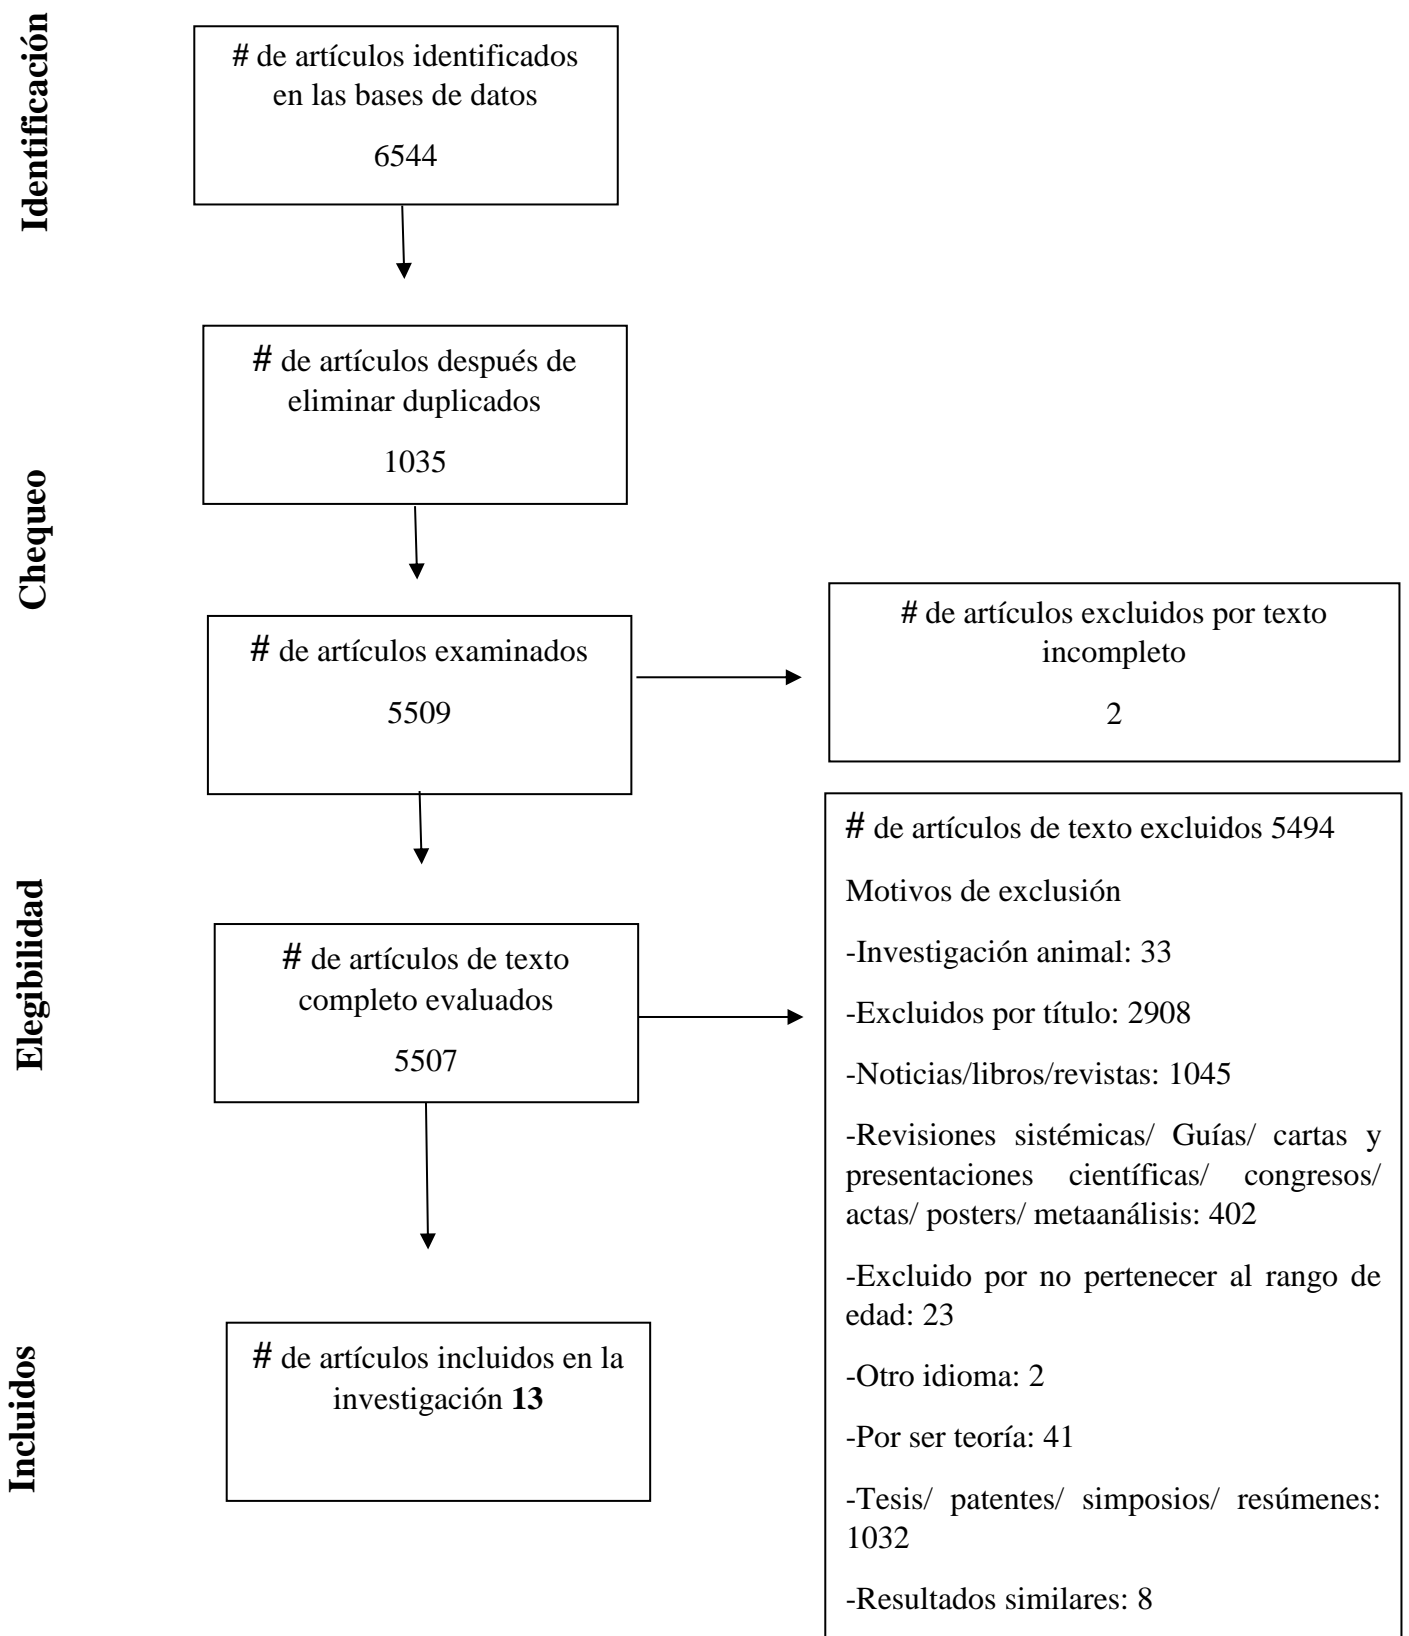 Identificación
# de artículos identificados
en las bases de datos
6544
# de artículos después de
eliminar duplicados
1035
Chequeo
# de artículos examinados
5509
# de artículos excluidos por texto
incompleto
2
Elegibilidad
# de artículos de texto
completo evaluados
5507
# de artículos de texto excluidos 5494
Motivos de exclusión
-Investigación animal: 33
-Excluidos por título: 2908
-Noticias/libros/revistas: 1045
-Revisiones sistémicas/ Guías/ cartas y
presentaciones científicas/ congresos/
actas/ posters/ metaanálisis: 402
-Excluido por no pertenecer al rango de
edad: 23
-Otro idioma: 2
-Por ser teoría: 41
-Tesis/ patentes/ simposios/ resúmenes:
1032
-Resultados similares: 8
Incluidos
# de artículos incluidos en la
investigación 13